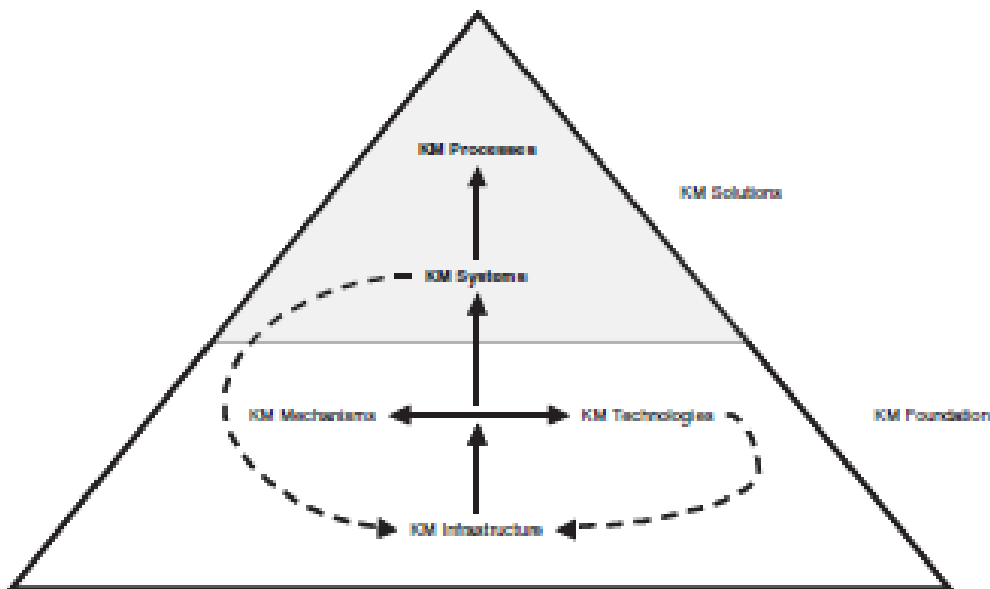 KM Processes
KM Solutions
KM Systems
KM Mechanisms
KM Technologies
KM Foundation
KM Infrastructure